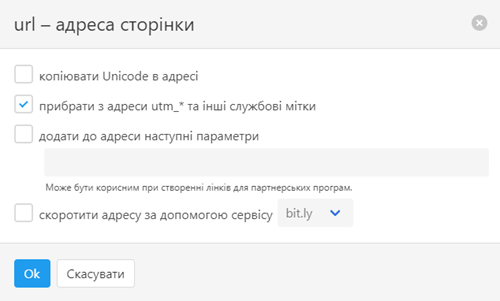 url – адреса сторінки
копіювати Unicode в адресі
прибрати з адреси utm_* та інші службові мітки
додати до адреси наступні параметри
Може бути корисним при створенні лінків для партнерських програм.
скоротити адресу за допомогою сервісу bit.ly
Ok Скасувати